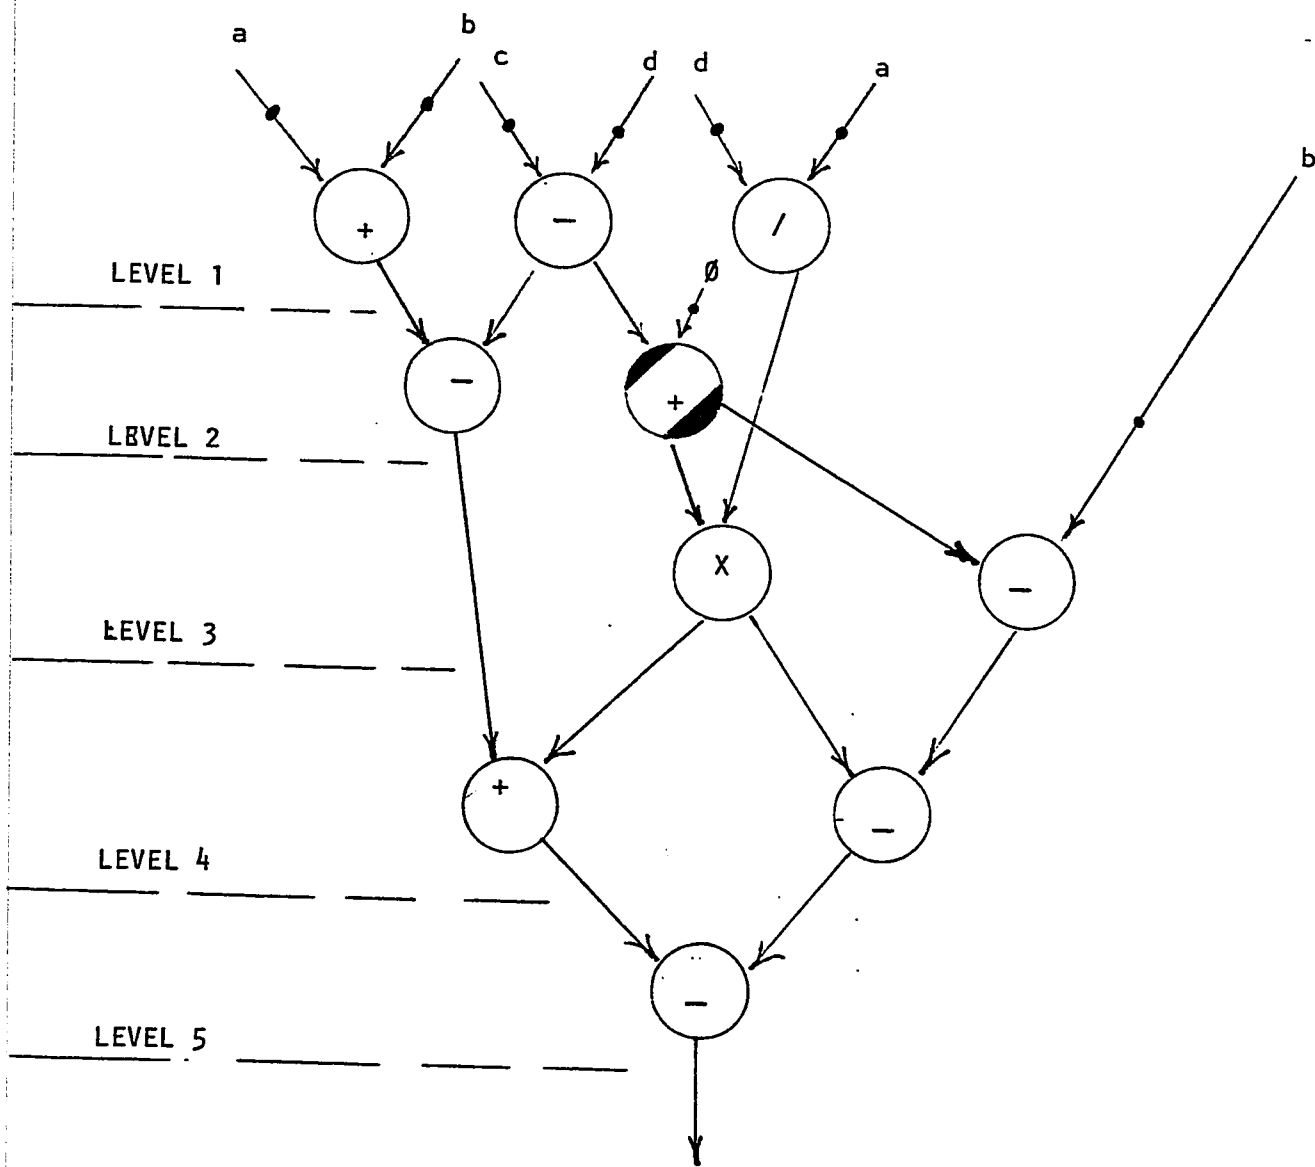 a b c d d a
b
+ − − /
LEVEL 1
Ø
− +
LEVEL 2
X −
LEVEL 3
+ −
LEVEL 4
−
LEVEL 5